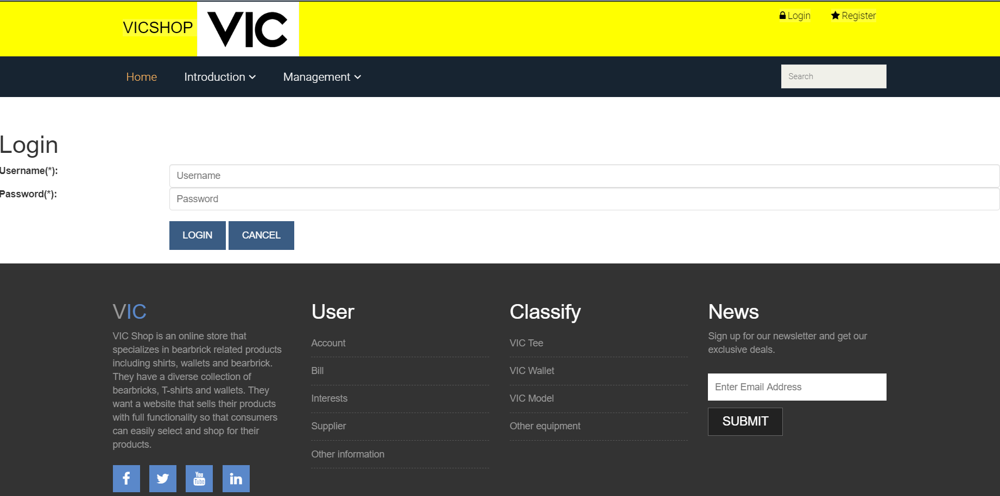 VICSHOP
VIC
Login
Register
Home
Introduction
Management
Search
Login
Username(*):
Username
Password(*):
Password
LOGIN
CANCEL
VIC
VIC Shop is an online store that
specializes in bearbrick related products
including shirts, wallets and bearbrick.
They have a diverse collection of
bearbricks, T-shirts and wallets. They
want a website that sells their products
with full functionality so that consumers
can easily select and shop for their
products.
You
Tube
in
User
Account
Bill
Interests
Supplier
Other information
Classify
VIC Tee
VIC Wallet
VIC Model
Other equipment
News
Sign up for our newsletter and get our
exclusive deals.
Enter Email Address
SUBMIT